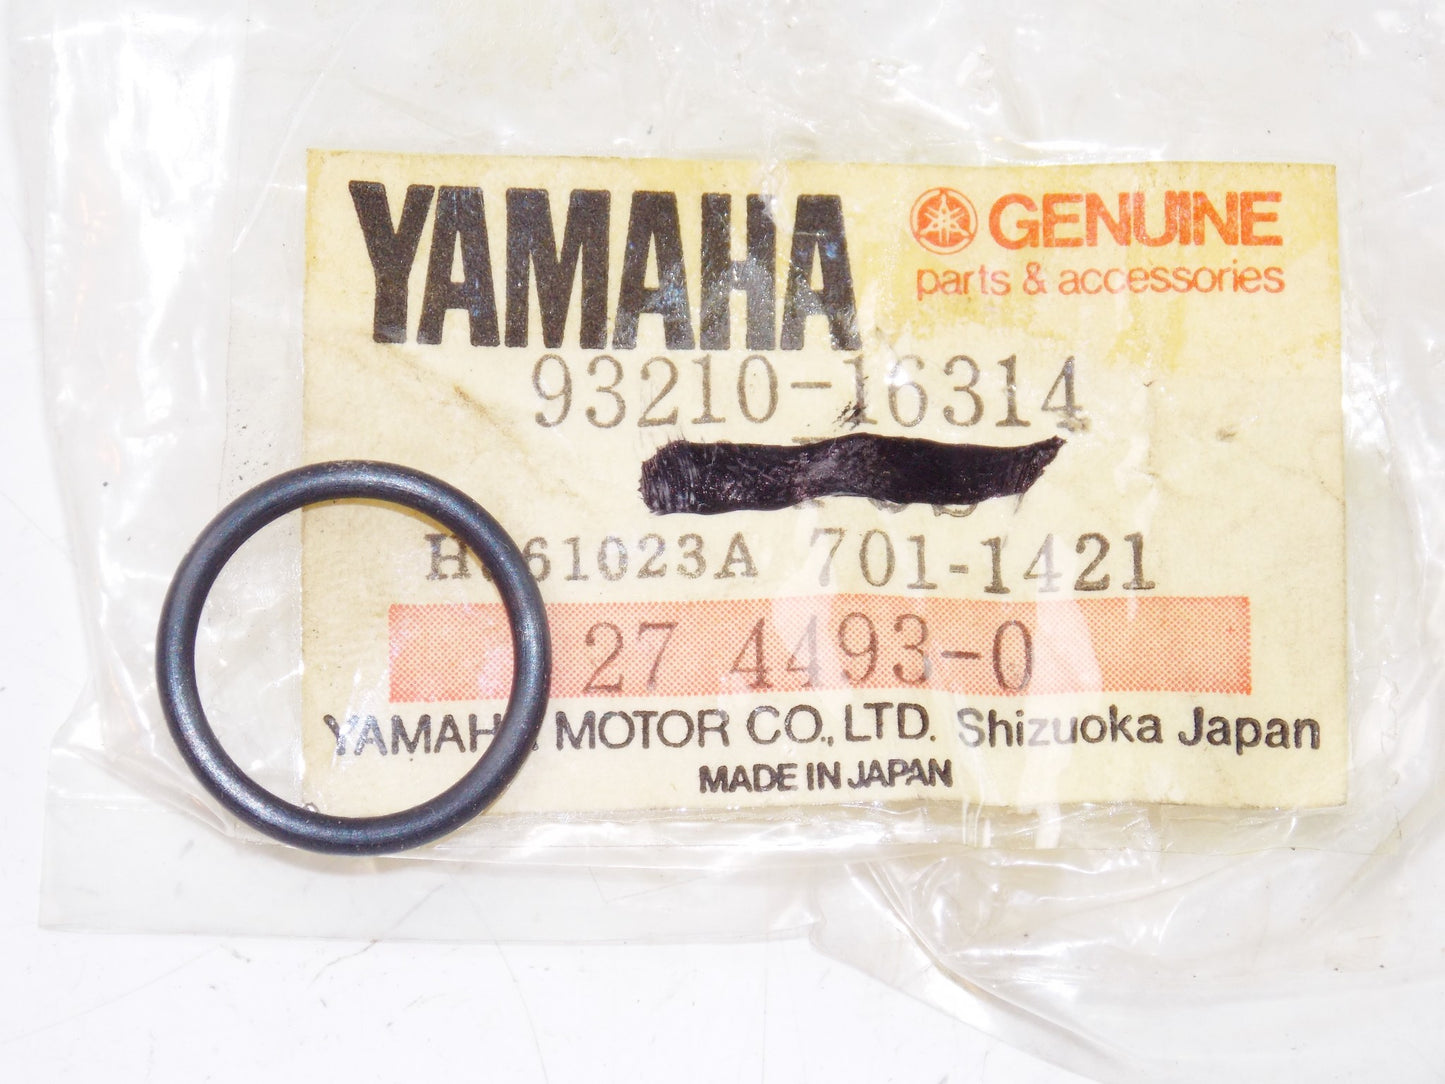 YAMAHA
GENUINE
parts & accessories
93210-16314
701-1421
27 4493-0
YAMAHA MOTOR CO., LTD. Shizuoka Japan
MADE IN JAPAN